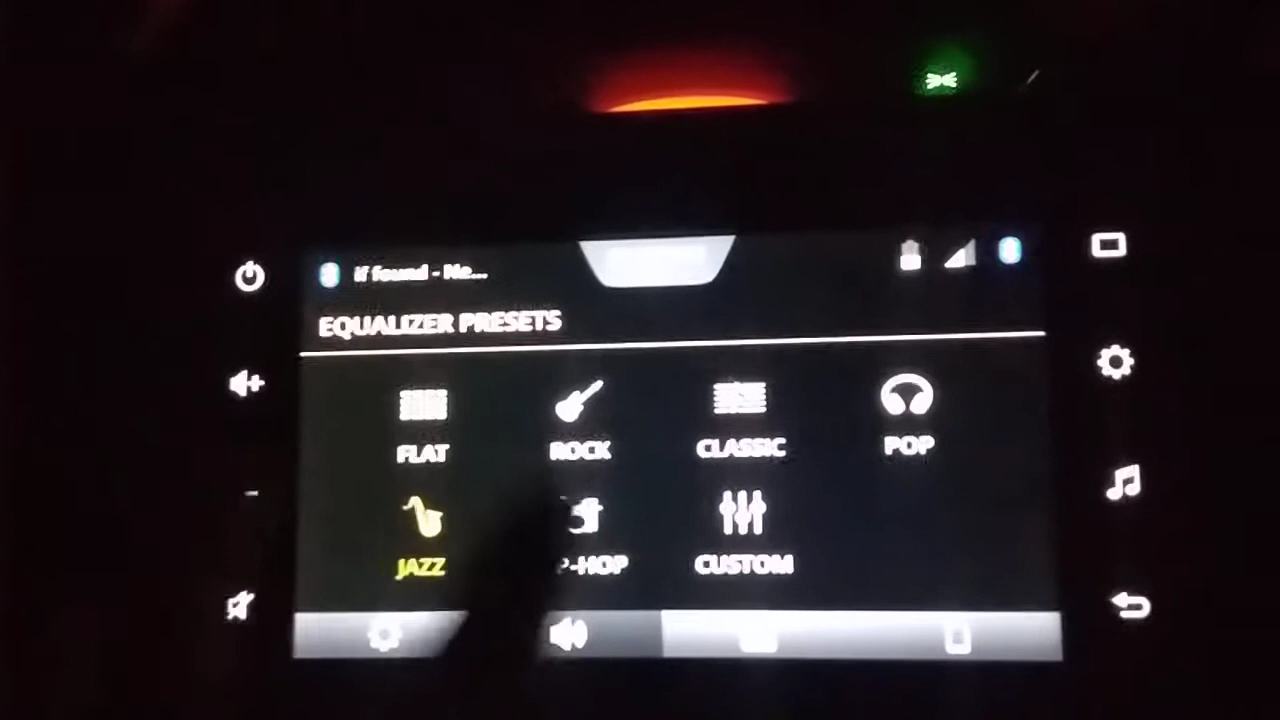 if found - Ne...
EQUALIZER PRESETS
FLAT ROCK CLASSIC POP
JAZZ P-HOP CUSTOM